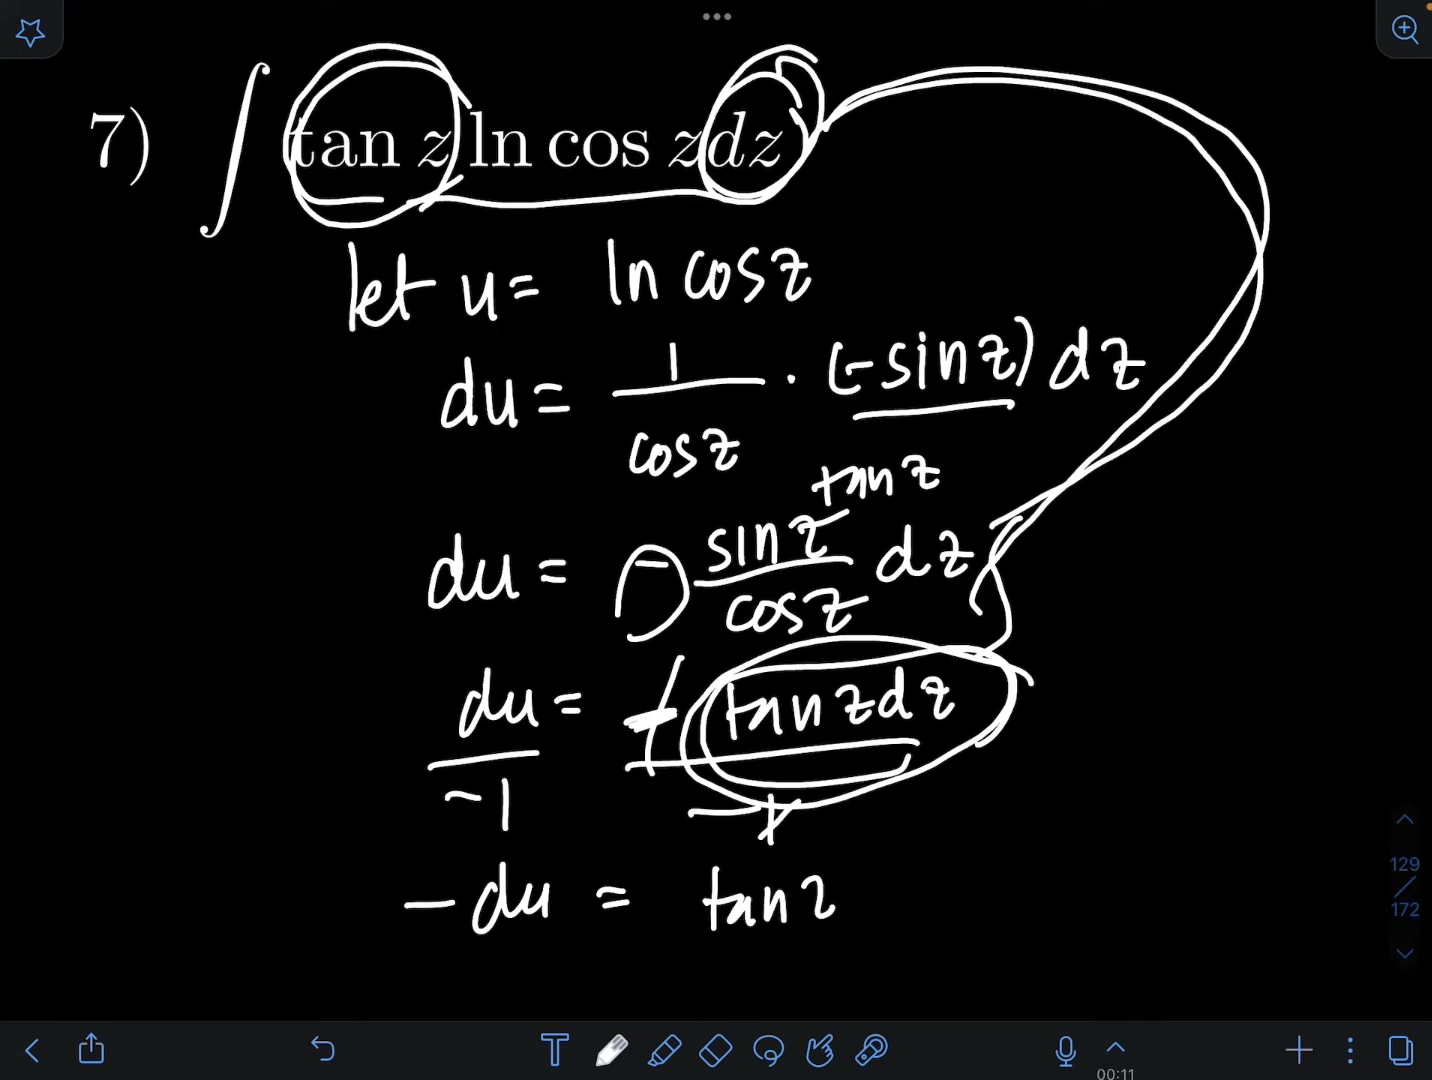 7) ∫ tan z ln cos z dz
let u = ln cos z
du = 1/cos z · (-sin z) dz
tan z
du = - sin z/cos z dz
du/-1 = - tan z dz/-1
- du = tan z
129
172
T
00:11